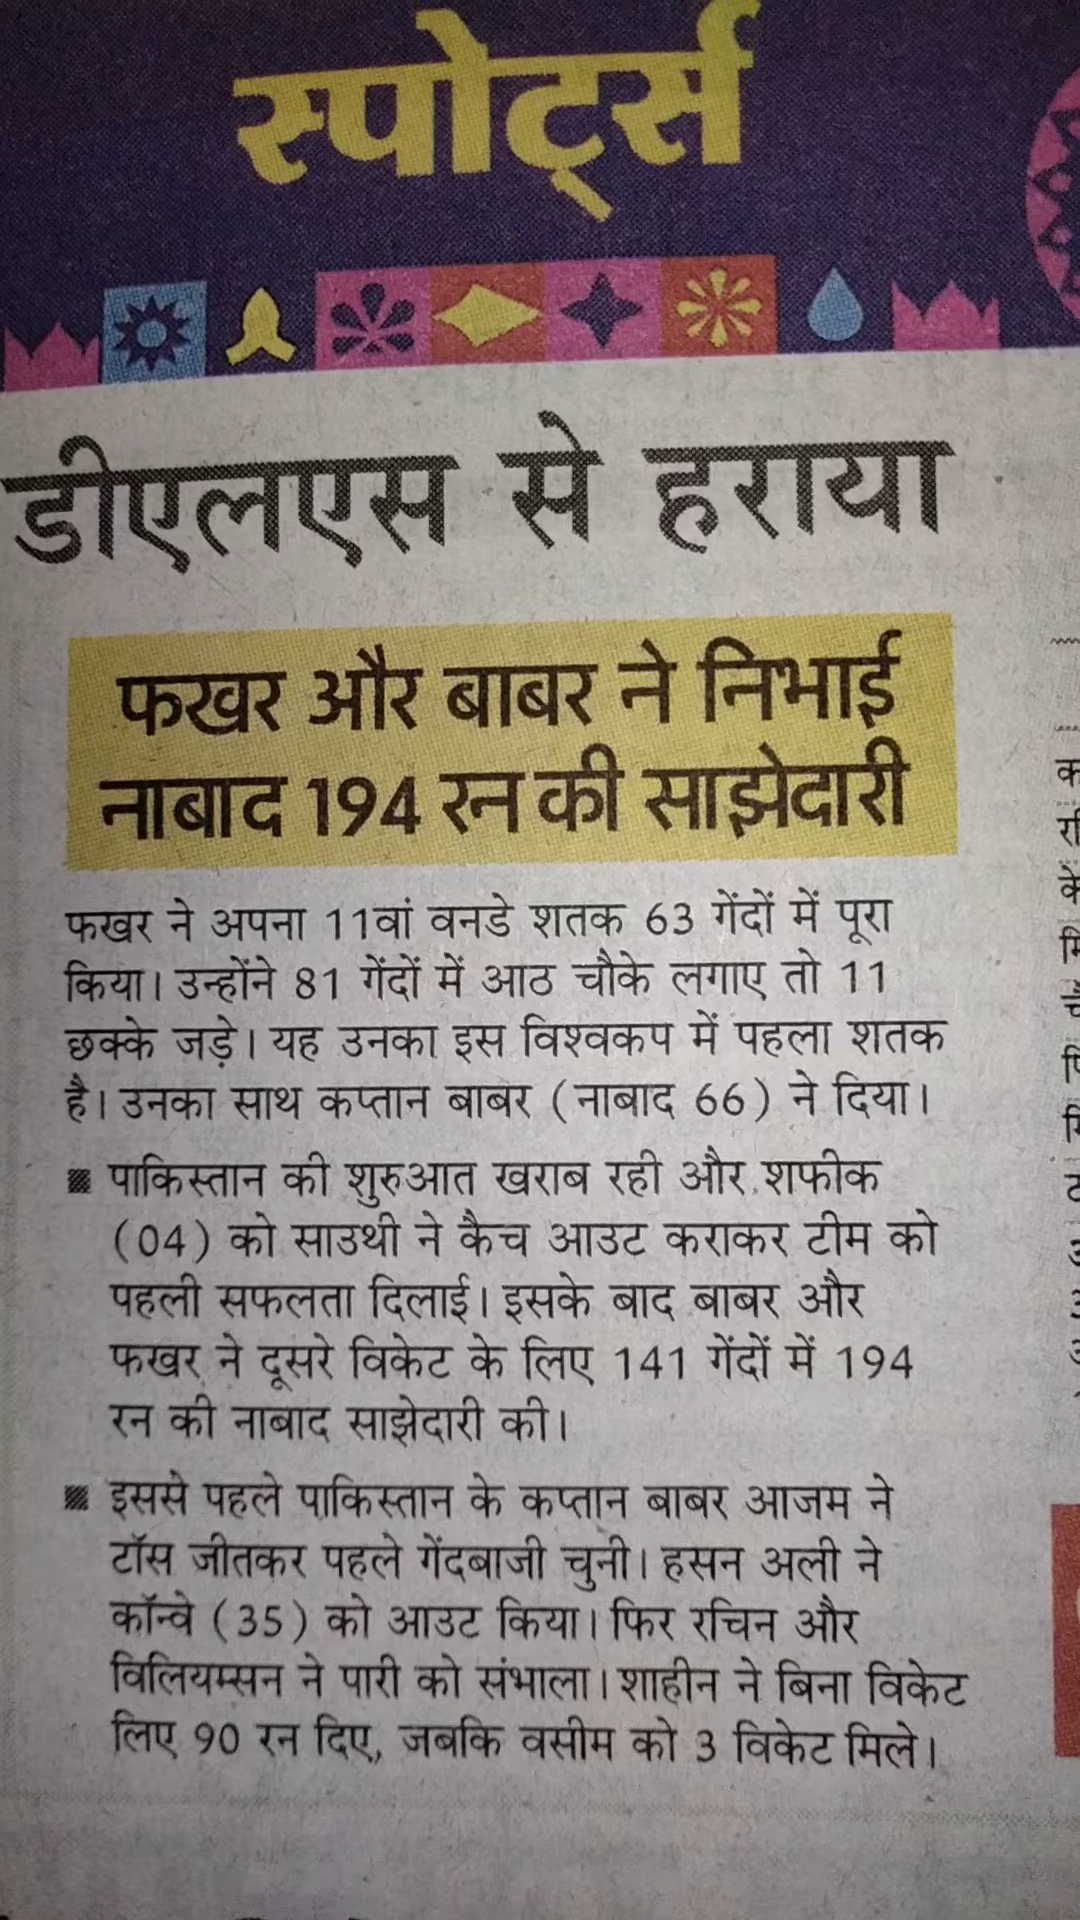 स्पोर्ट्स
डीएलएस से हराया
फखर और बाबर ने निभाई
नाबाद 194 रन की साझेदारी
फखर ने अपना 11वां वनडे शतक 63 गेंदों में पूरा
किया। उन्होंने 81 गेंदों में आठ चौके लगाए तो 11
छक्के जड़े। यह उनका इस विश्वकप में पहला शतक
है। उनका साथ कप्तान बाबर (नाबाद 66) ने दिया।
पाकिस्तान की शुरुआत खराब रही और शफीक
(04) को साउथी ने कैच आउट कराकर टीम को
पहली सफलता दिलाई। इसके बाद बाबर और
फखर ने दूसरे विकेट के लिए 141 गेंदों में 194
रन की नाबाद साझेदारी की।
इससे पहले पाकिस्तान के कप्तान बाबर आजम ने
टॉस जीतकर पहले गेंदबाजी चुनी। हसन अली ने
कॉन्वे (35) को आउट किया। फिर रचिन और
विलियम्सन ने पारी को संभाला। शाहीन ने बिना विकेट
लिए 90 रन दिए, जबकि वसीम को 3 विकेट मिले।